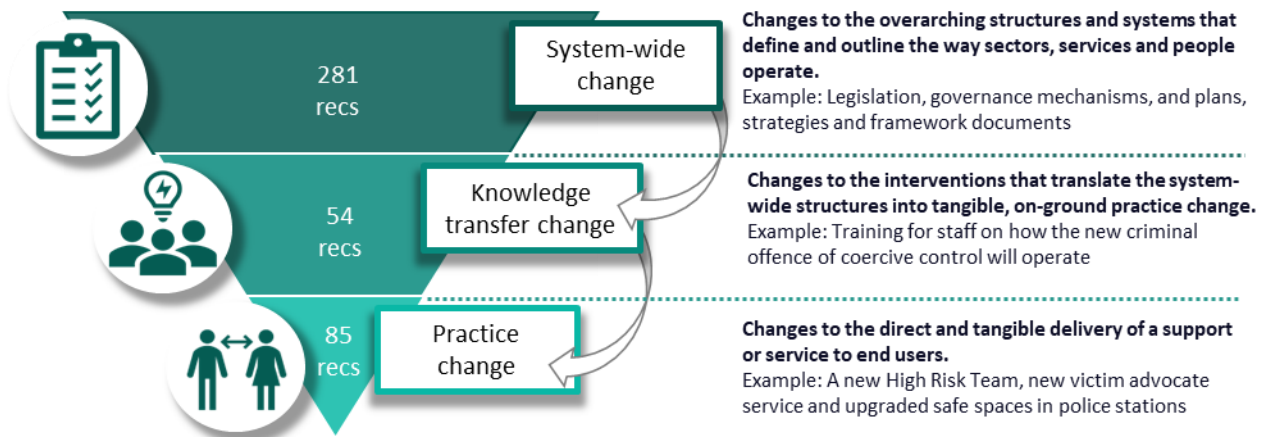 281
recs
System-wide
change
Changes to the overarching structures and systems that
define and outline the way sectors, services and people
operate.
Example: Legislation, governance mechanisms, and plans,
strategies and framework documents
54
recs
Knowledge
transfer change
Changes to the interventions that translate the system-
wide structures into tangible, on-ground practice change.
Example: Training for staff on how the new criminal
offence of coercive control will operate
85
recs
Practice
change
Changes to the direct and tangible delivery of a support
or service to end users.
Example: A new High Risk Team, new victim advocate
service and upgraded safe spaces in police stations